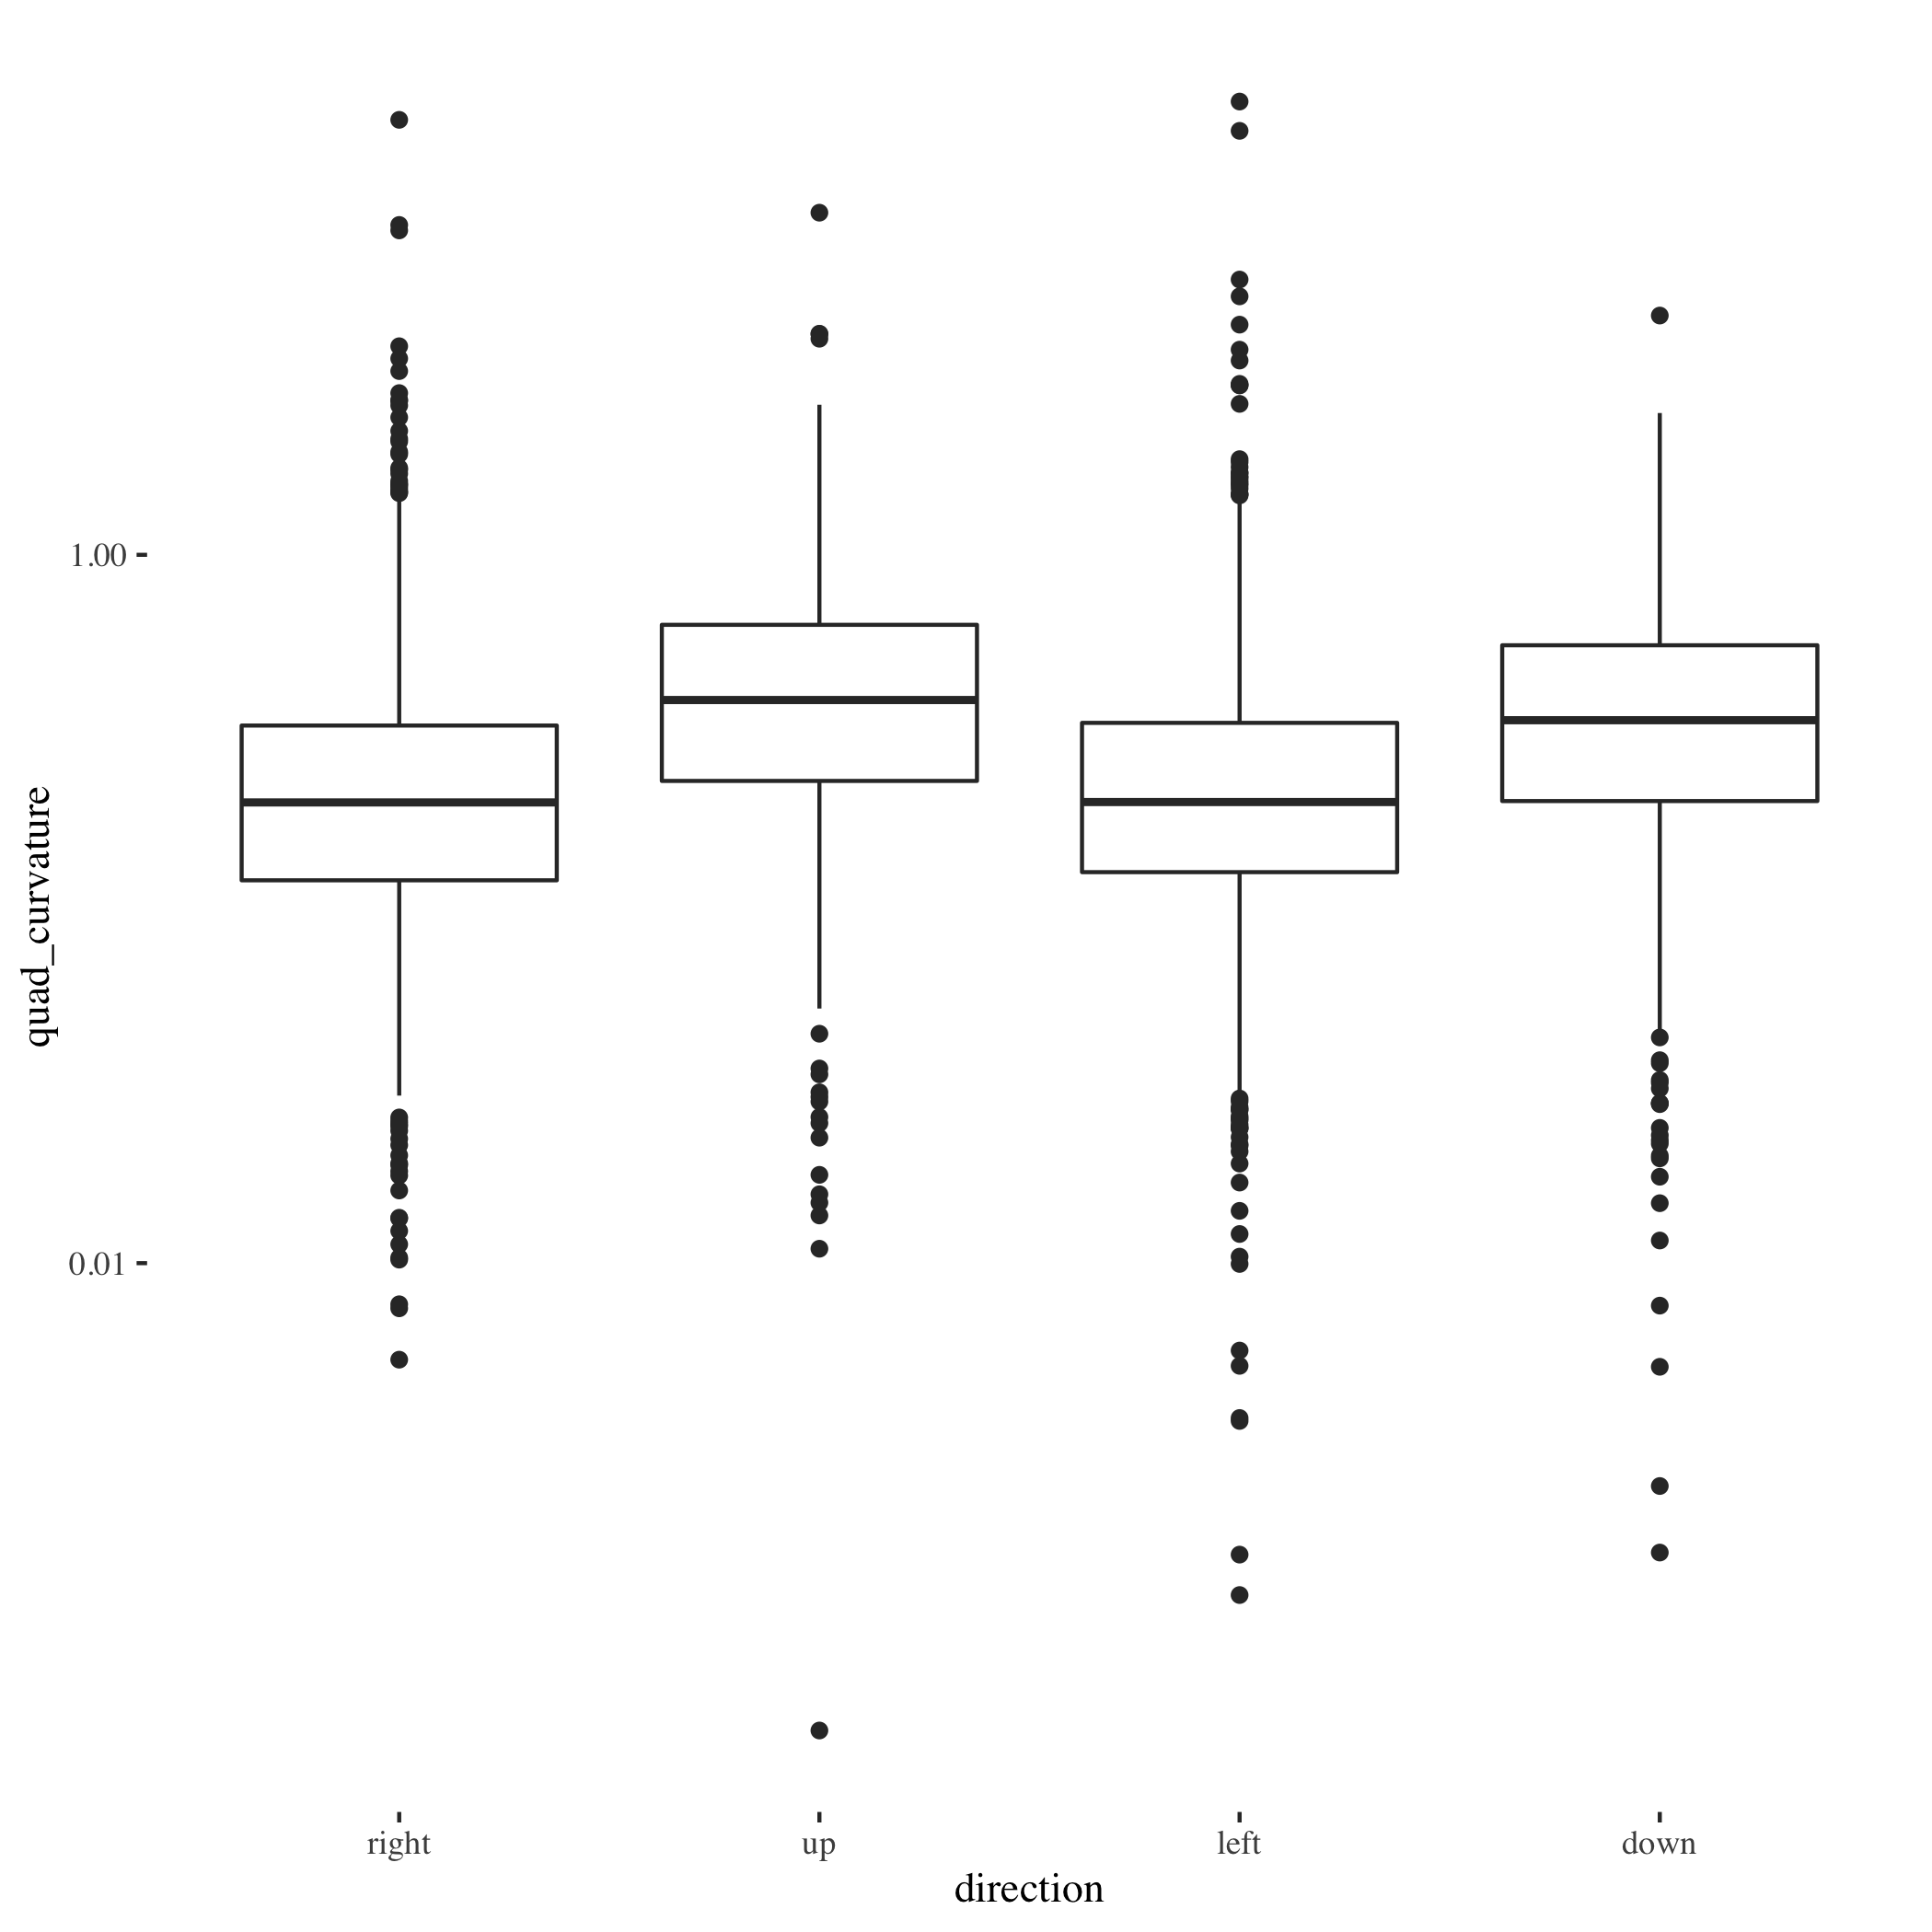 quad_curvature
1.00
0.01
right up left down
direction